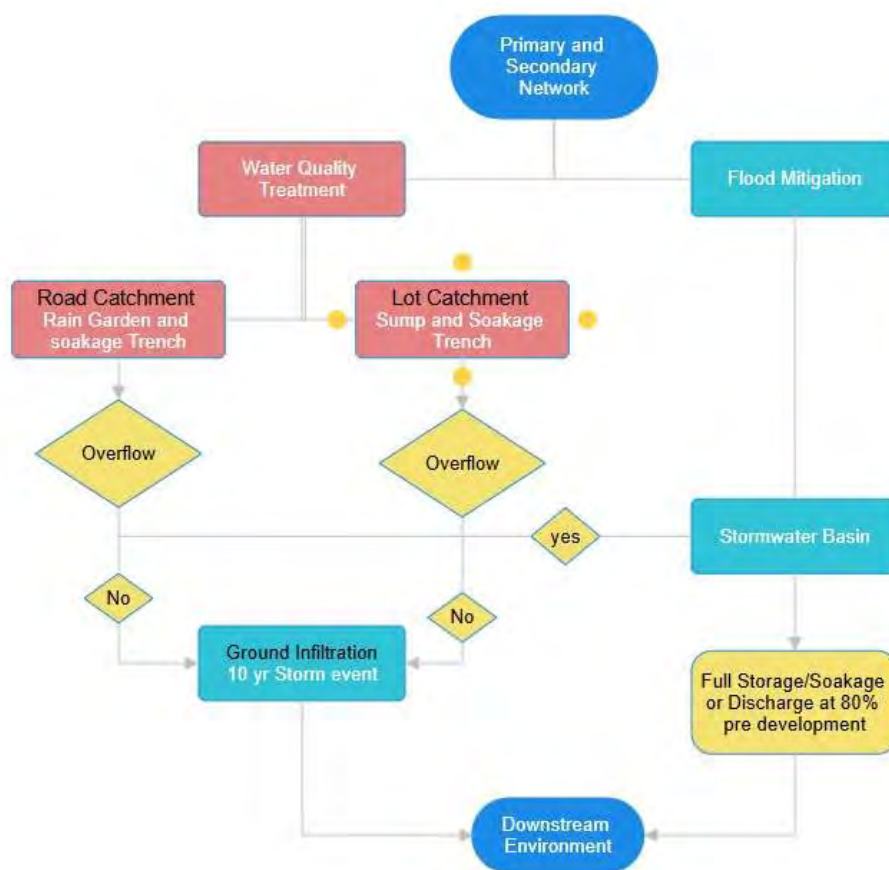 Primary and
Secondary
Network
Water Quality
Treatment
Flood Mitigation
Road Catchment
Rain Garden and
soakage Trench
Lot Catchment
Sump and Soakage
Trench
Overflow
Overflow
yes
Stormwater Basin
No
No
Ground Infiltration
10 yr Storm event
Full Storage/Soakage
or Discharge at 80%
pre development
Downstream
Environment